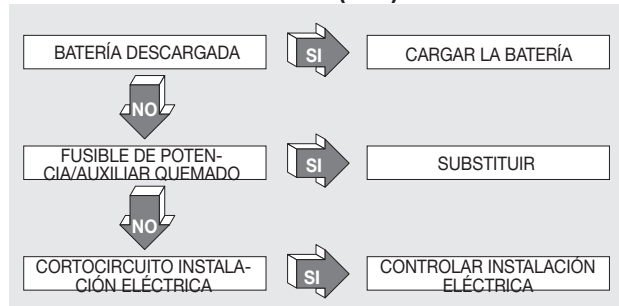 BATERÍA DESCARGADA
SI
CARGAR LA BATERÍA
NO
FUSIBLE DE POTEN-
CIA/AUXILIAR QUEMADO
SI
SUBSTITUIR
NO
CORTOCIRCUITO INSTALA-
CIÓN ELÉCTRICA
SI
CONTROLAR INSTALACIÓN
ELÉCTRICA